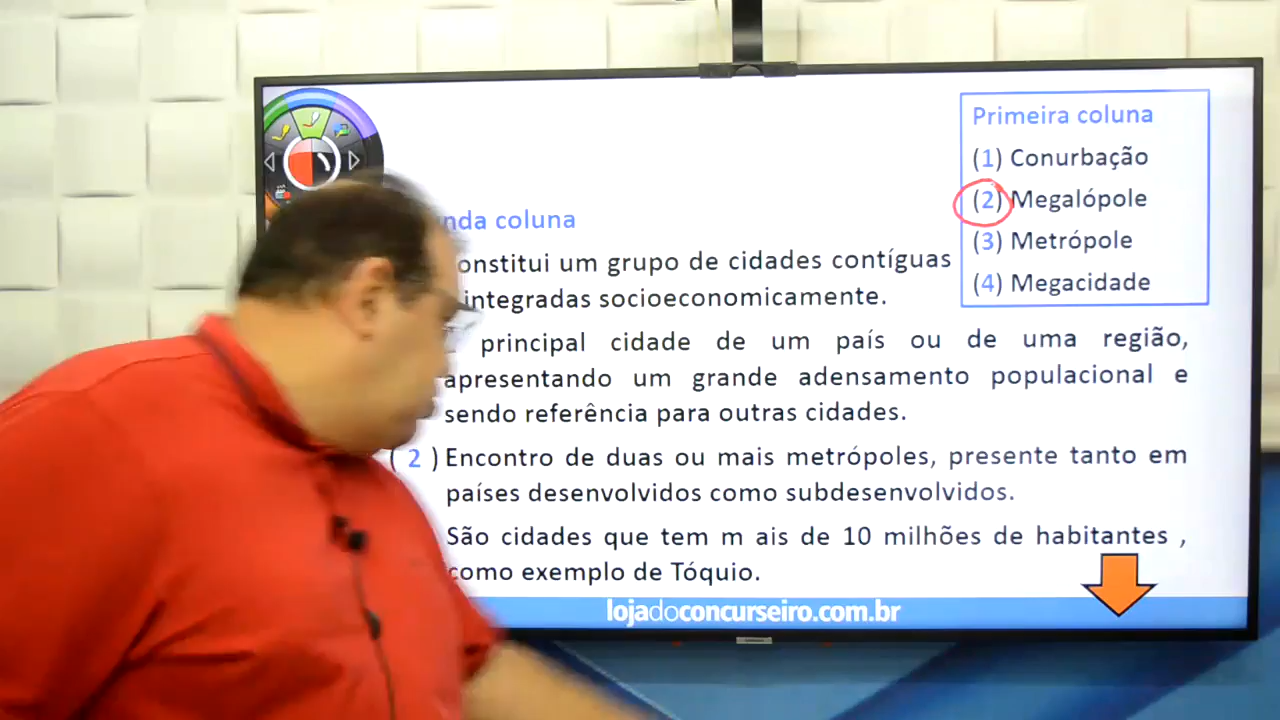 Primeira coluna
(1) Conurbação
(2) Megalópole
(3) Metrópole
(4) Megacidade
coluna
um grupo de cidades contíguas
integradas socioeconomicamente.
principal cidade de um país ou de uma região,
apresentando um grande adensamento populacional e
sendo referência para outras cidades.
( 2 ) Encontro de duas ou mais metrópoles, presente tanto em
países desenvolvidos como subdesenvolvidos.
São cidades que tem m ais de 10 milhões de habitantes ,
como exemplo de Tóquio.
lojadoconcurseiro.com.br